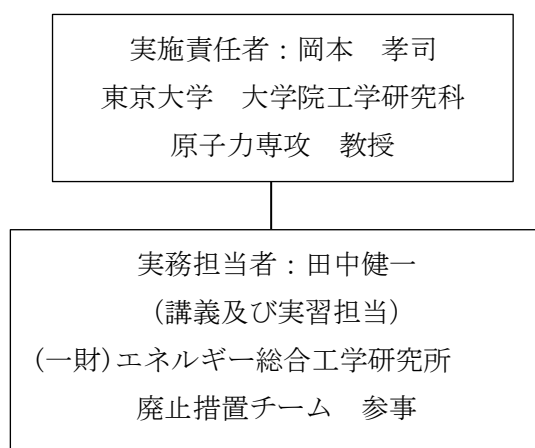 実施責任者：岡本　孝司
東京大学　大学院工学研究科
原子力専攻　教授
実務担当者：田中健一
(講義及び実習担当)
(一財)エネルギー総合工学研究所
廃止措置チーム　参事